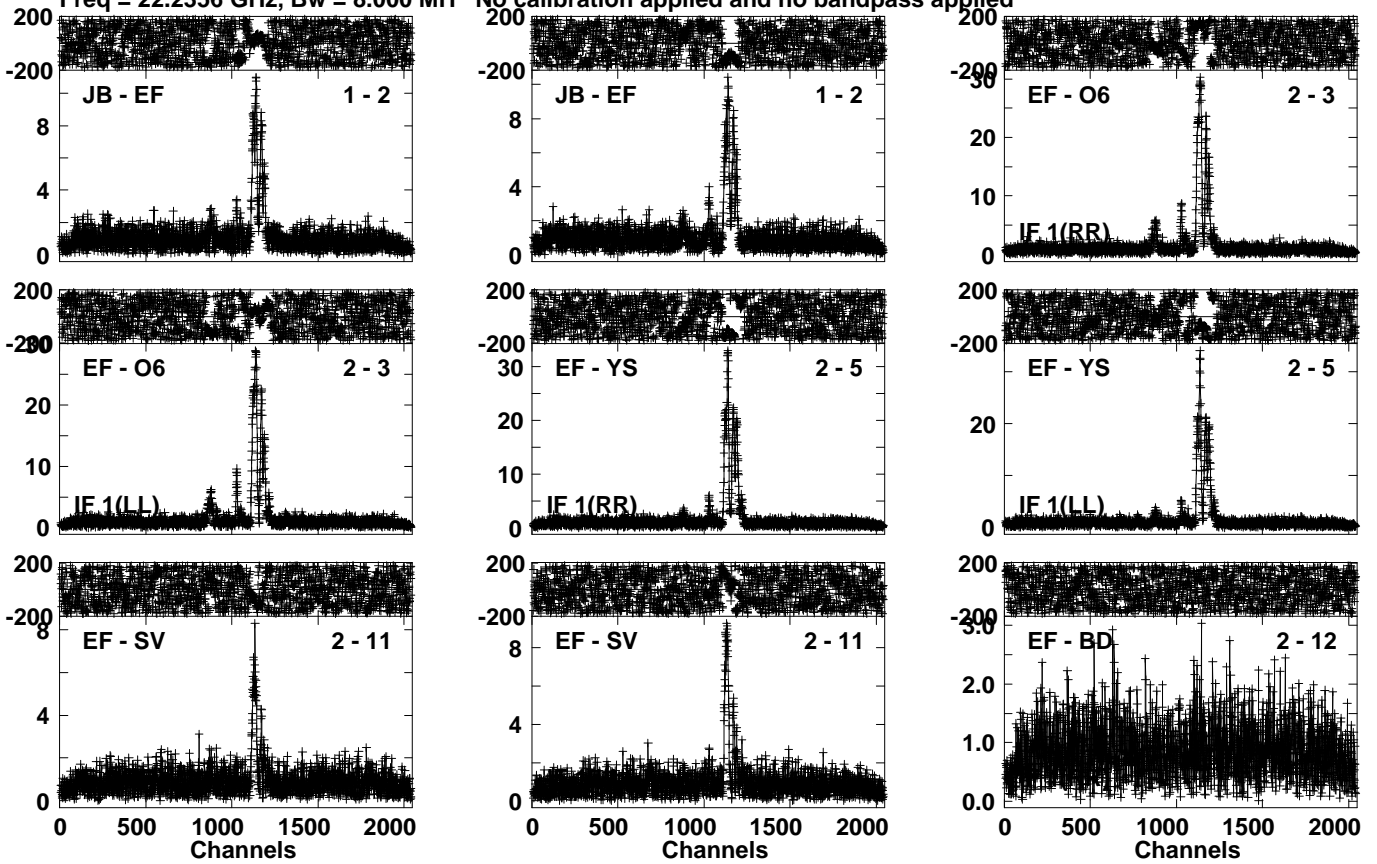 Freq = 22.2356 GHz, Bw = 8.000 MH No calibration applied and no bandpass applied
200 200 200
-200
JB - EF 1 - 2 JB - EF 1 - 2 EF - O6 2 - 3
8 4 0
8 4 0
30 20 10 0
IF 1(RR)
200 200 200
-200 -200
EF - O6 2 - 3 EF - YS 2 - 5 EF - YS 2 - 5
30 20 10 0
30 20 10 0
20 0
IF 1(LL) IF 1(RR) IF 1(LL)
200 200 200
-200 -200
EF - SV 2 - 11 EF - SV 2 - 11 EF - BD 2 - 12
8 4 0
8 4 0
3.0 2.0 1.0 0.0
0 500 1000 1500 2000 0 500 1000 1500 2000 0 500 1000 1500 2000
Channels Channels Channels